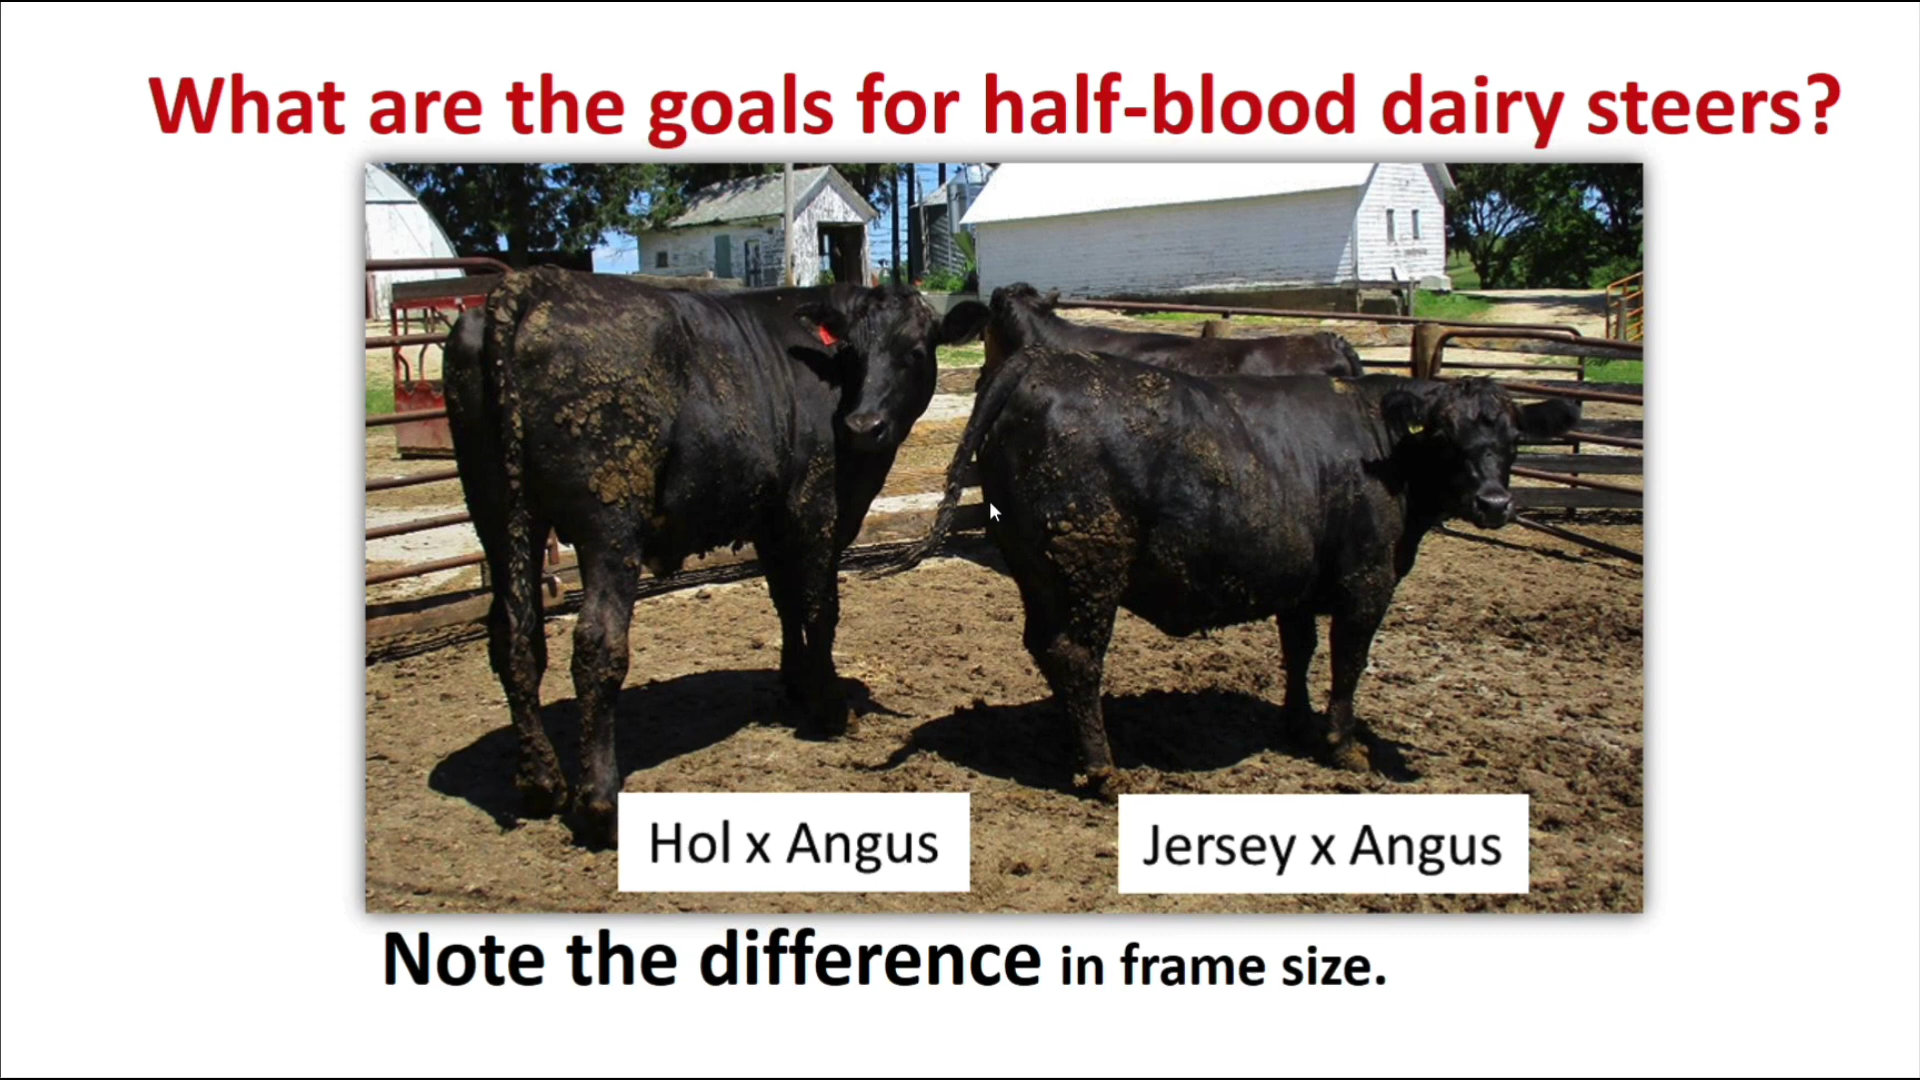 What are the goals for half-blood dairy steers?
Hol x Angus
Jersey x Angus
Note the difference in frame size.